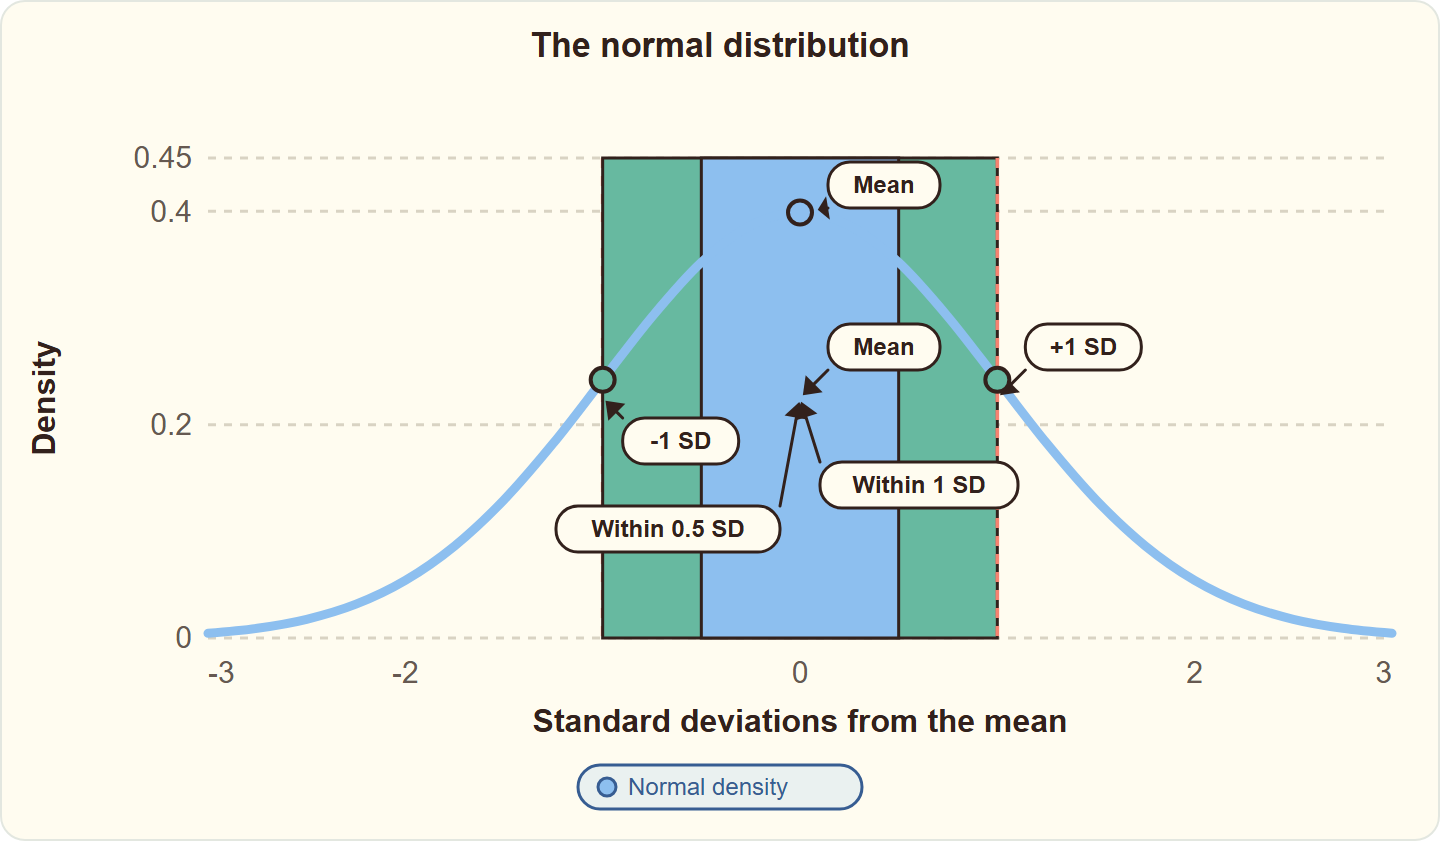 The normal distribution
Density
0.45
0.4
0.2
0
Mean
Mean
+1 SD
-1 SD
Within 1 SD
Within 0.5 SD
-3
-2
0
2
3
Standard deviations from the mean
Normal density